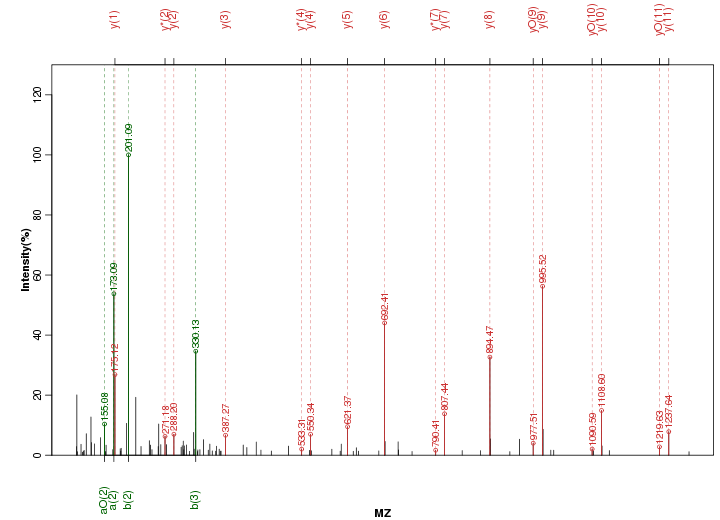 y(1)
y*(2)
y(2)
y(3)
y*(4)
y(4)
y(5)
y(6)
y*(7)
y(7)
y(8)
yO(9)
y(9)
yO(10)
y(10)
yO(11)
y(11)
Intensity(%)
0
20
40
60
80
100
120
155.08
173.09
175.12
201.09
271.18
288.20
330.13
387.27
533.31
550.34
621.37
692.41
790.41
807.44
894.47
977.51
995.52
1090.59
1108.60
1219.63
1237.64
aO(2)
a(2)
b(2)
b(3)
MZ